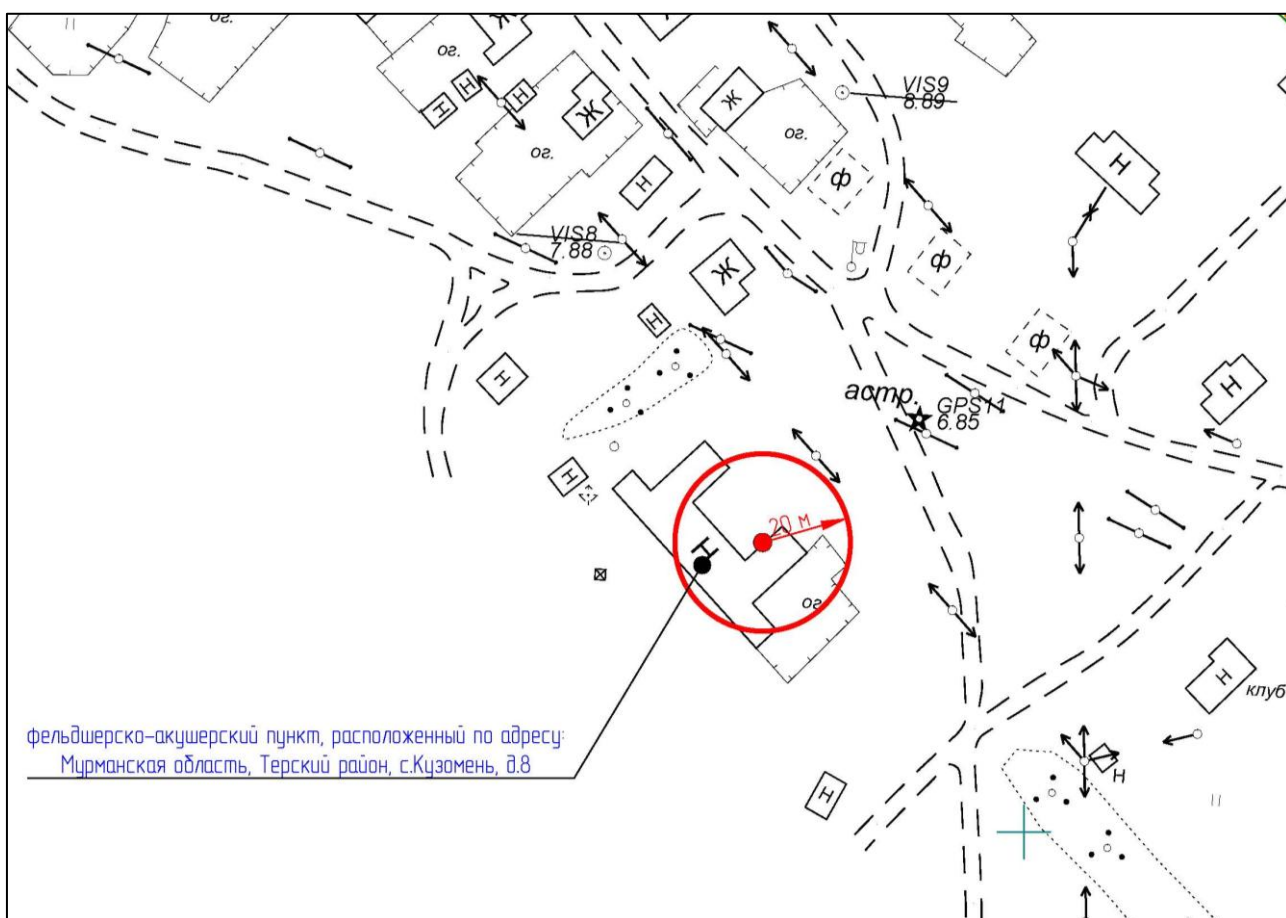 ог.
ог.
Н
Н
Н
Ж
Ж
VIS9
8.89
ог.
ог.
Н
Ф
Н
VIS8
7.88
Ж
Ф
Н
Ф
Н
Н
астр.
GPS11
6.85
Н
20 м
Н
ог.
клуб
Н
фельдшерско-акушерский пункт, расположенный по адресу:
Мурманская область, Терский район, с.Кузомень, д.8
Н
Н